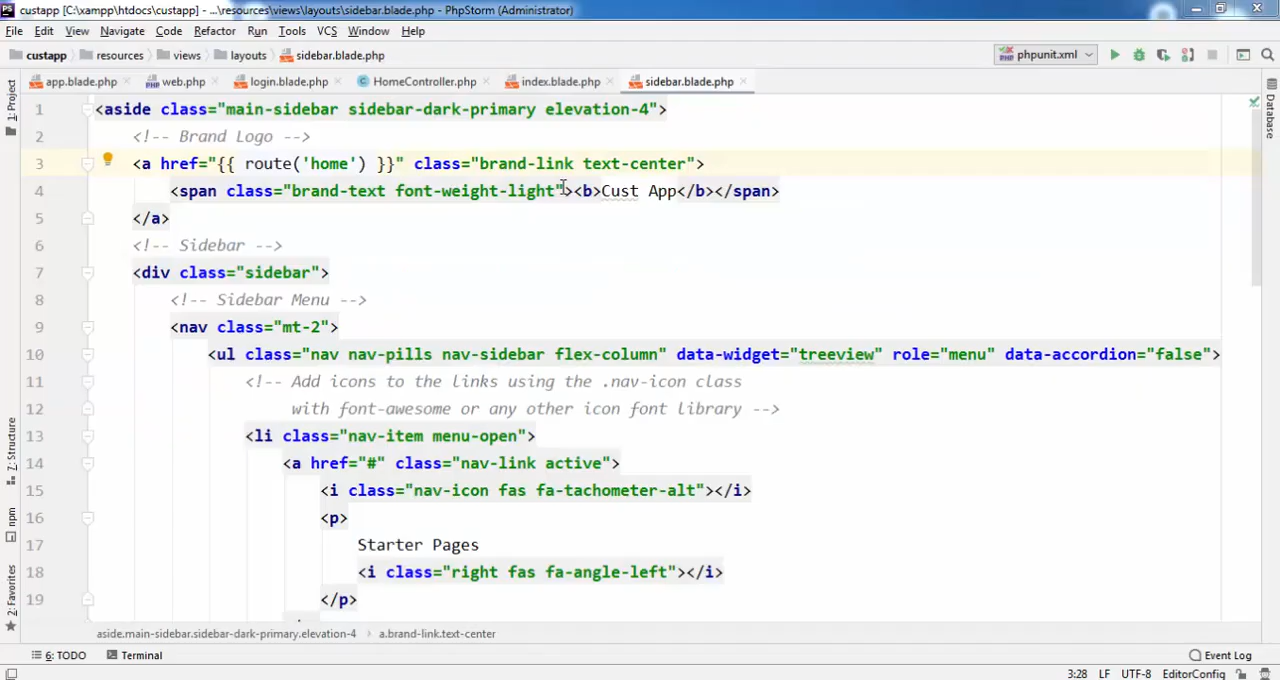 custapp [C:\xampp\htdocs\custapp] - ...\resources\views\layouts\sidebar.blade.php - PhpStorm (Administrator)
File Edit View Navigate Code Refactor Run Tools VCS Window Help
custapp resources views layouts sidebar.blade.php phpunit.xml
app.blade.php web.php login.blade.php HomeController.php index.blade.php sidebar.blade.php
1: Project
Database
Z: Structure
npm
2: Favorites
1 <aside class="main-sidebar sidebar-dark-primary elevation-4">
2 <!-- Brand Logo -->
3 <a href="{{ route('home') }}" class="brand-link text-center">
4 <span class="brand-text font-weight-light"><b>Cust App</b></span>
5 </a>
6 <!-- Sidebar -->
7 <div class="sidebar">
8 <!-- Sidebar Menu -->
9 <nav class="mt-2">
10 <ul class="nav nav-pills nav-sidebar flex-column" data-widget="treeview" role="menu" data-accordion="false">
11 <!-- Add icons to the links using the .nav-icon class
12 with font-awesome or any other icon font library -->
13 <li class="nav-item menu-open">
14 <a href="#" class="nav-link active">
15 <i class="nav-icon fas fa-tachometer-alt"></i>
16 <p>
17 Starter Pages
18 <i class="right fas fa-angle-left"></i>
19 </p>
aside.main-sidebar.sidebar-dark-primary.elevation-4 a.brand-link.text-center
6: TODO Terminal Event Log
3:28 LF UTF-8 EditorConfig